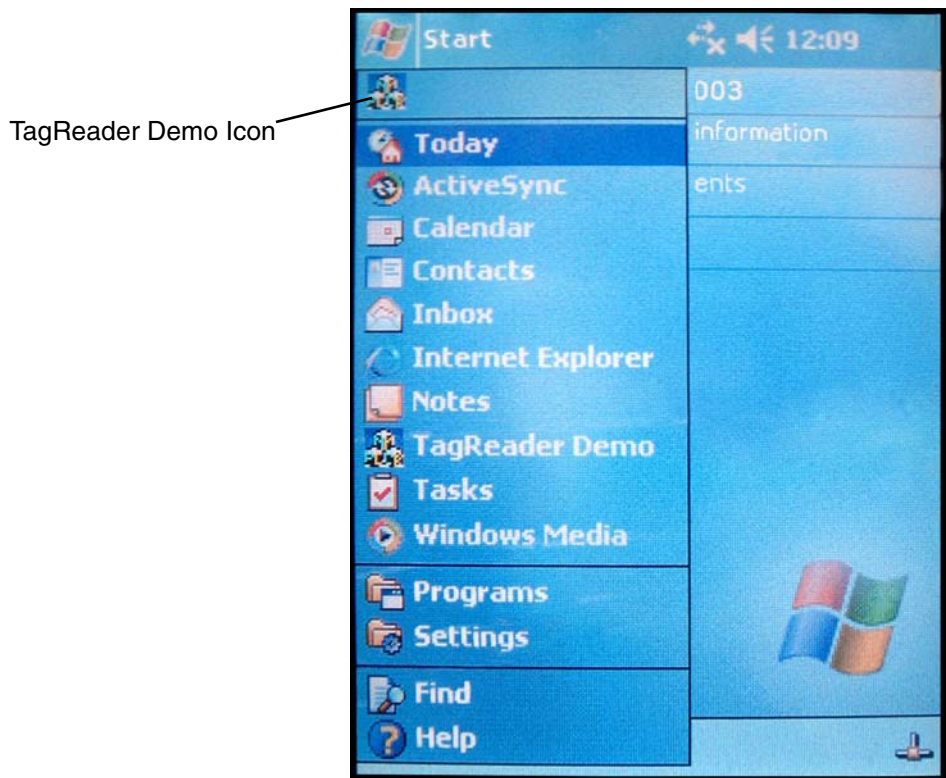 Start 12:09
003
TagReader Demo Icon
Today
information
ActiveSync
ents
Calendar
Contacts
Inbox
Internet Explorer
Notes
TagReader Demo
Tasks
Windows Media
Programs
Settings
Find
Help